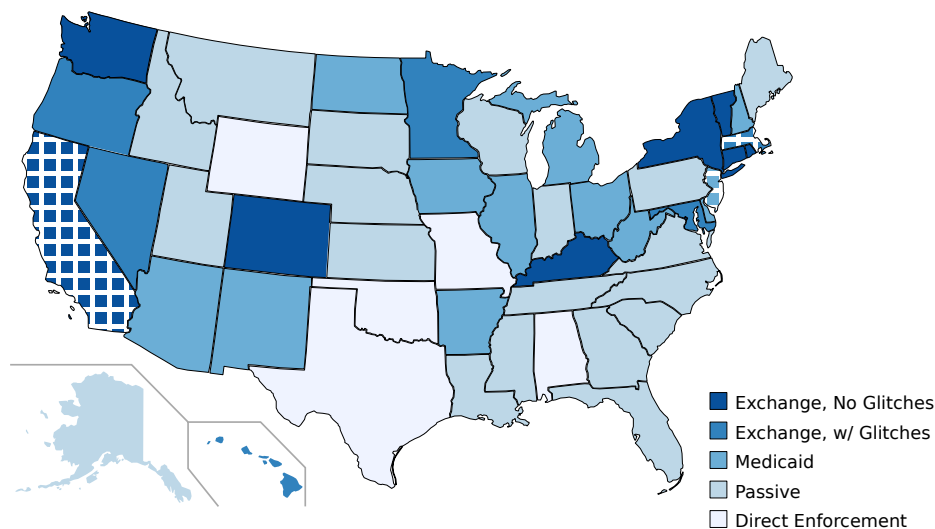 Exchange, No Glitches
Exchange, w/ Glitches
Medicaid
Passive
Direct Enforcement